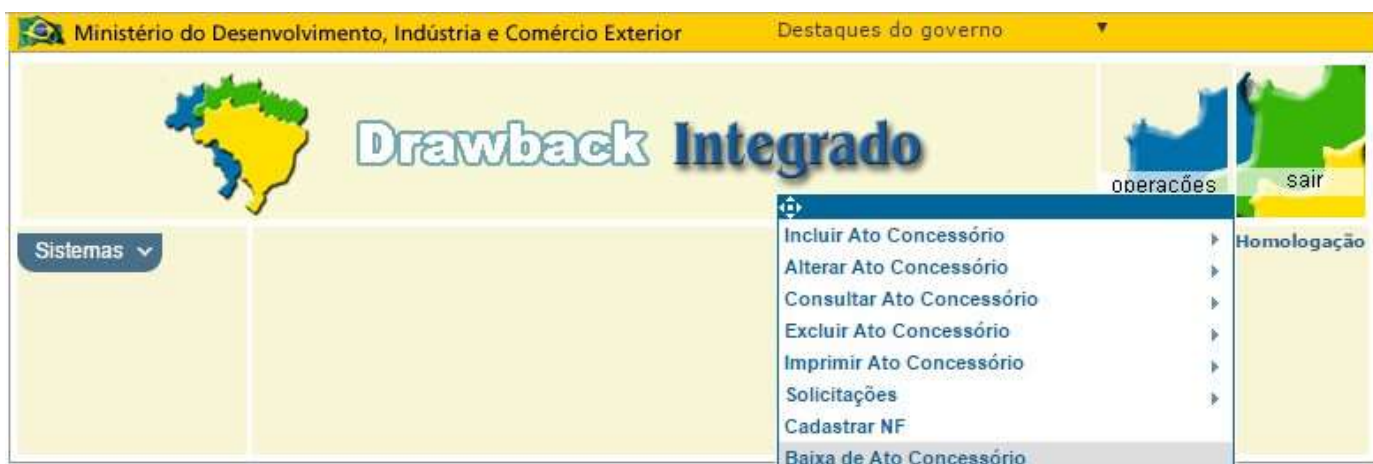 Ministério do Desenvolvimento, Indústria e Comércio Exterior Destaques do governo
Drawback Integrado
operações sair
Sistemas
Homologação
Incluir Ato Concessório
Alterar Ato Concessório
Consultar Ato Concessório
Excluir Ato Concessório
Imprimir Ato Concessório
Solicitações
Cadastrar NF
Baixa de Ato Concessório